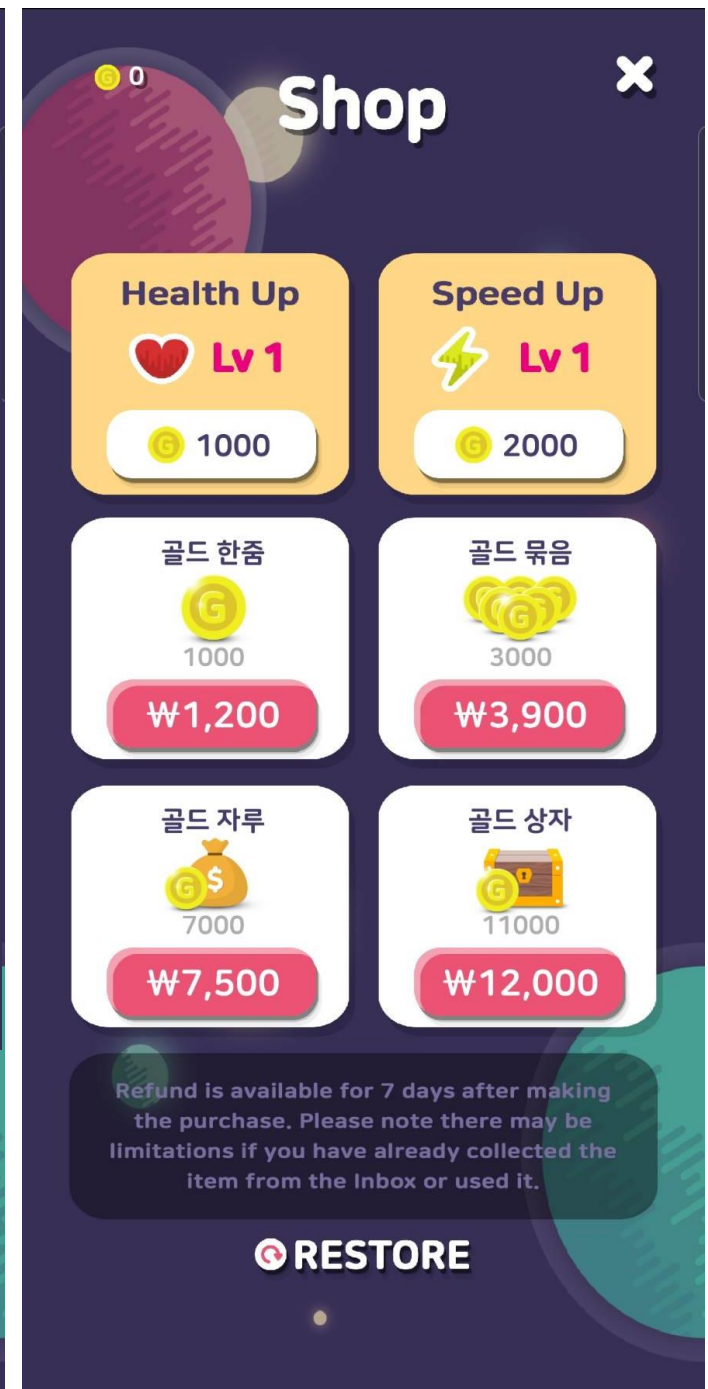 0
Shop
Health Up
Speed Up
Lv 1
Lv 1
G 1000
G 2000
골드 한줌
골드 묶음
G
G
1000
3000
₩1,200
₩3,900
골드 자루
골드 상자
G $
G
7000
11000
₩7,500
₩12,000
Refund is available for 7 days after making
the purchase. Please note there may be
limitations if you have already collected the
item from the Inbox or used it.
RESTORE